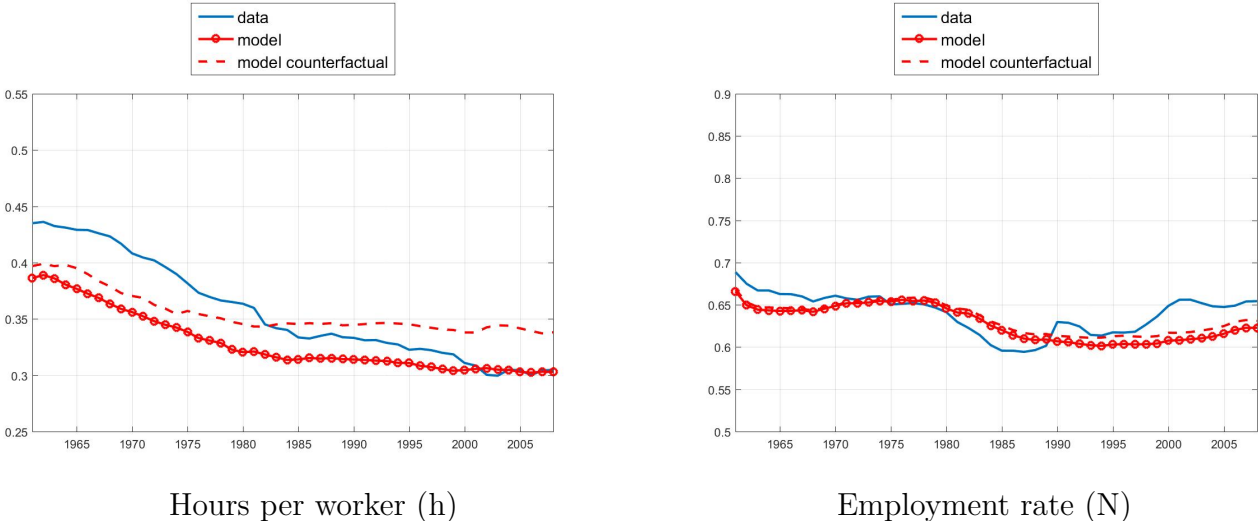 data
model
model counterfactual
0.55
0.5
0.45
0.4
0.35
0.3
0.25
1965 1970 1975 1980 1985 1990 1995 2000 2005
Hours per worker (h)
data
model
model counterfactual
0.9
0.85
0.8
0.75
0.7
0.65
0.6
0.55
0.5
1965 1970 1975 1980 1985 1990 1995 2000 2005
Employment rate (N)